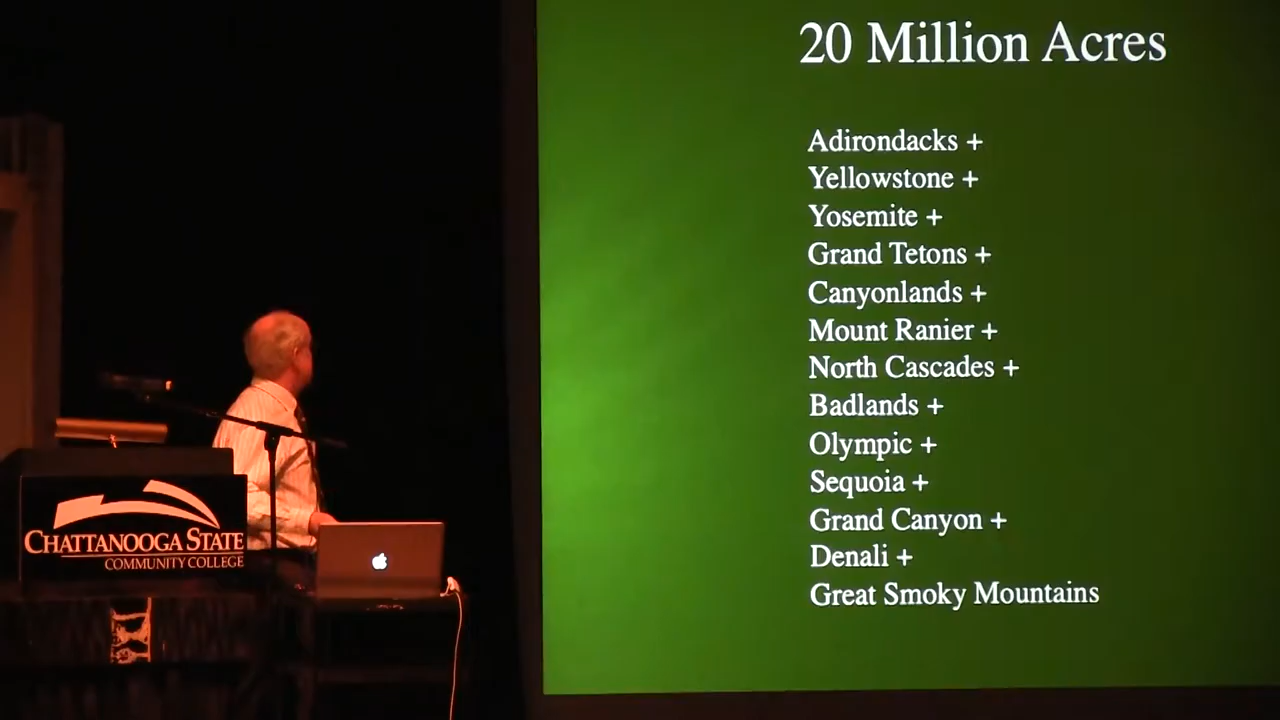 20 Million Acres
Adirondacks +
Yellowstone +
Yosemite +
Grand Tetons +
Canyonlands +
Mount Ranier +
North Cascades +
Badlands +
Olympic +
Sequoia +
Grand Canyon +
Denali +
Great Smoky Mountains
CHATTANOOGA STATE
COMMUNITY COLLEGE